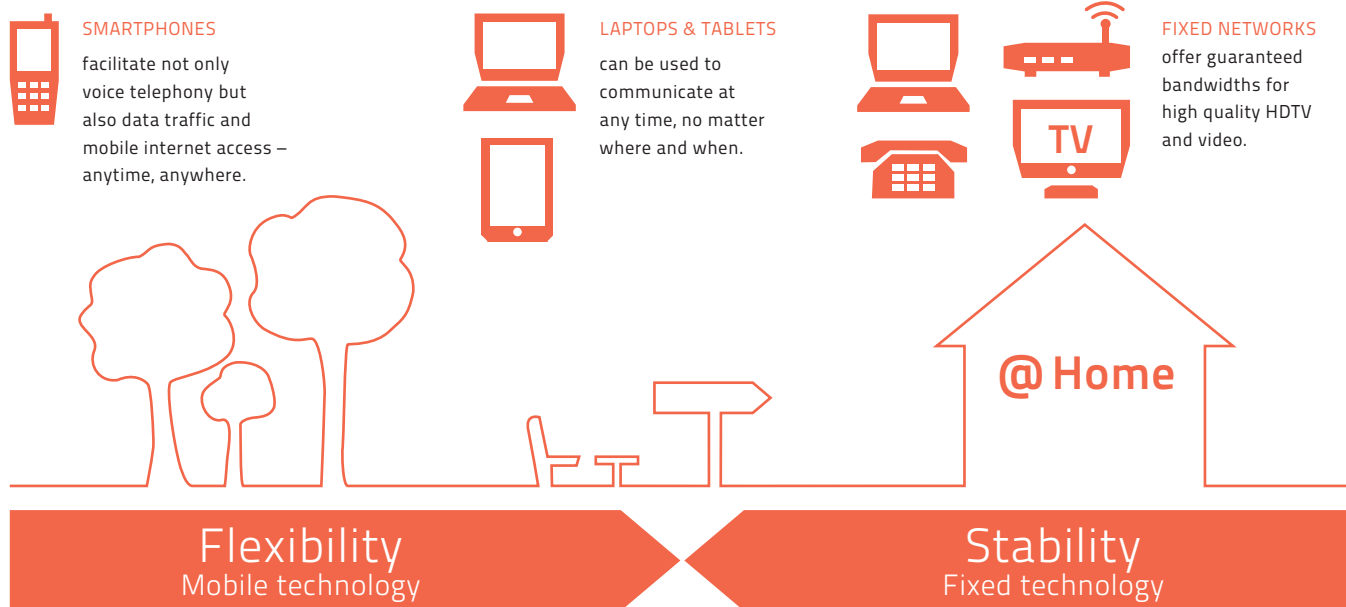 SMARTPHONES
facilitate not only
voice telephony but
also data traffic and
mobile internet access –
anytime, anywhere.
LAPTOPS & TABLETS
can be used to
communicate at
any time, no matter
where and when.
FIXED NETWORKS
offer guaranteed
bandwidths for
high quality HDTV
and video.
TV
@ Home
Flexibility
Mobile technology
Stability
Fixed technology